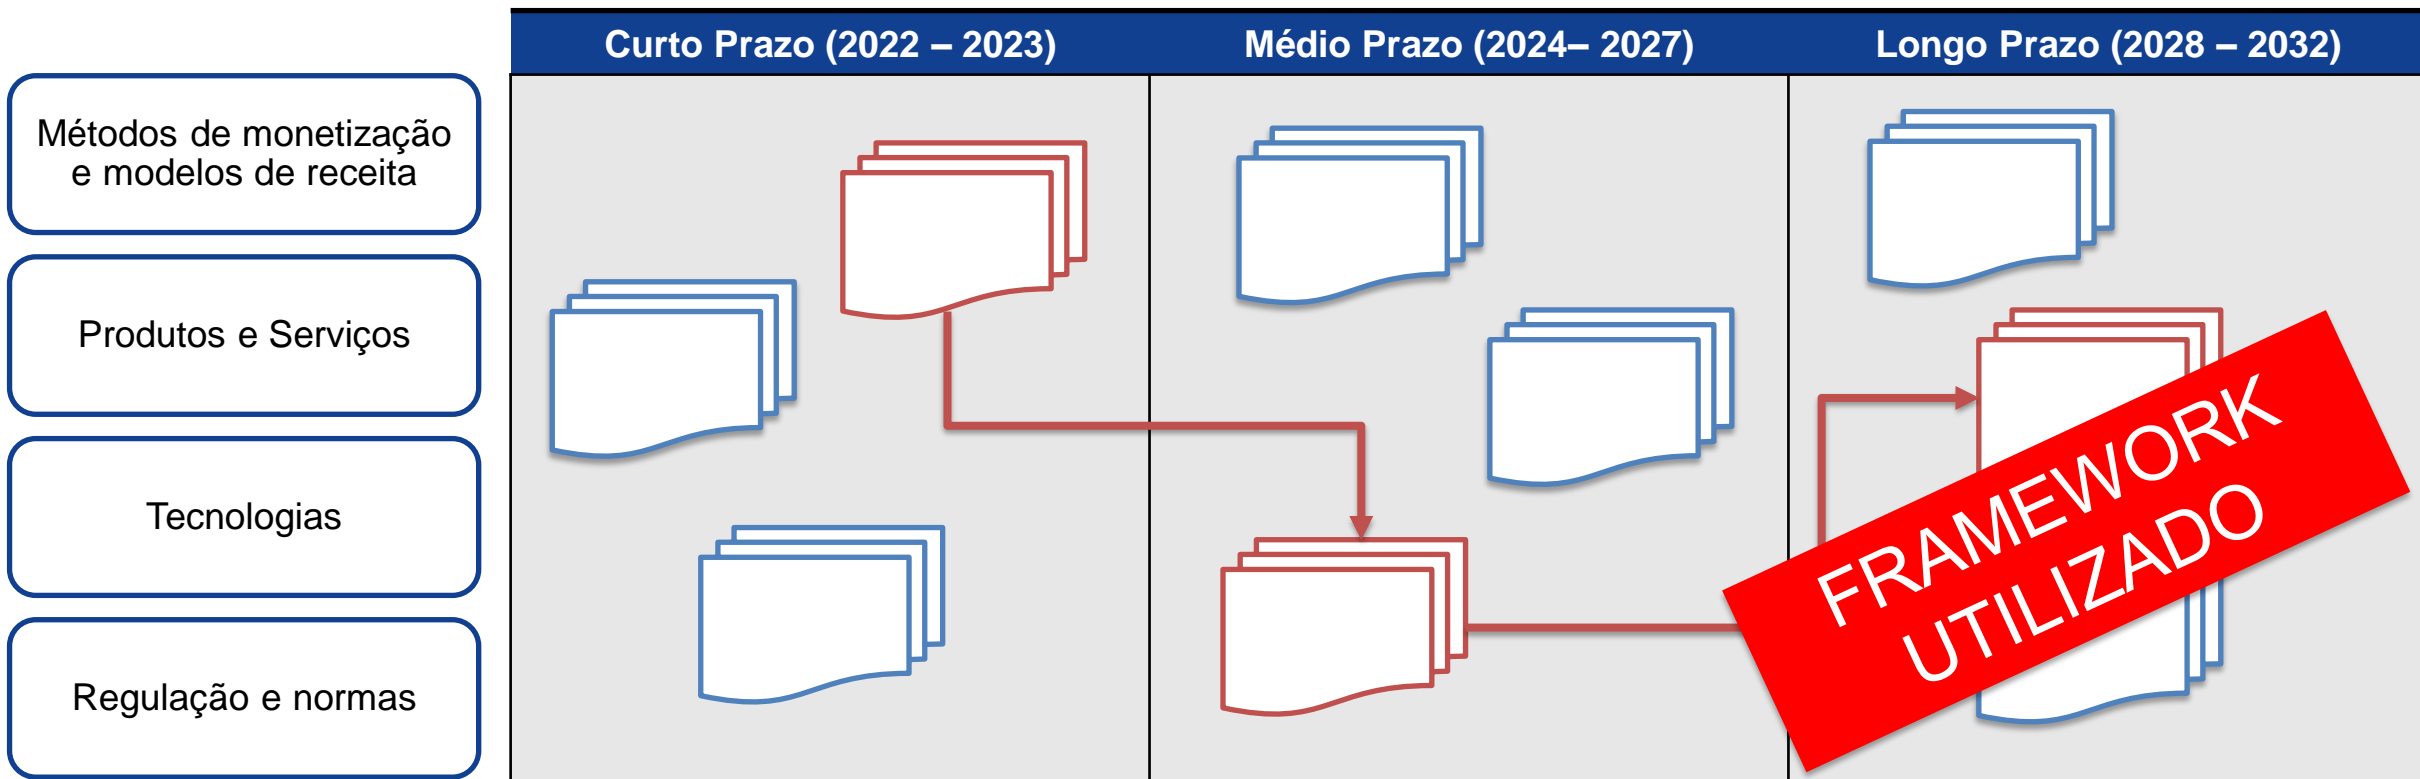 Curto Prazo (2022 – 2023)
Médio Prazo (2024– 2027)
Longo Prazo (2028 – 2032)
Métodos de monetização
e modelos de receita
Produtos e Serviços
Tecnologias
Regulação e normas
FRAMEWORK
UTILIZADO